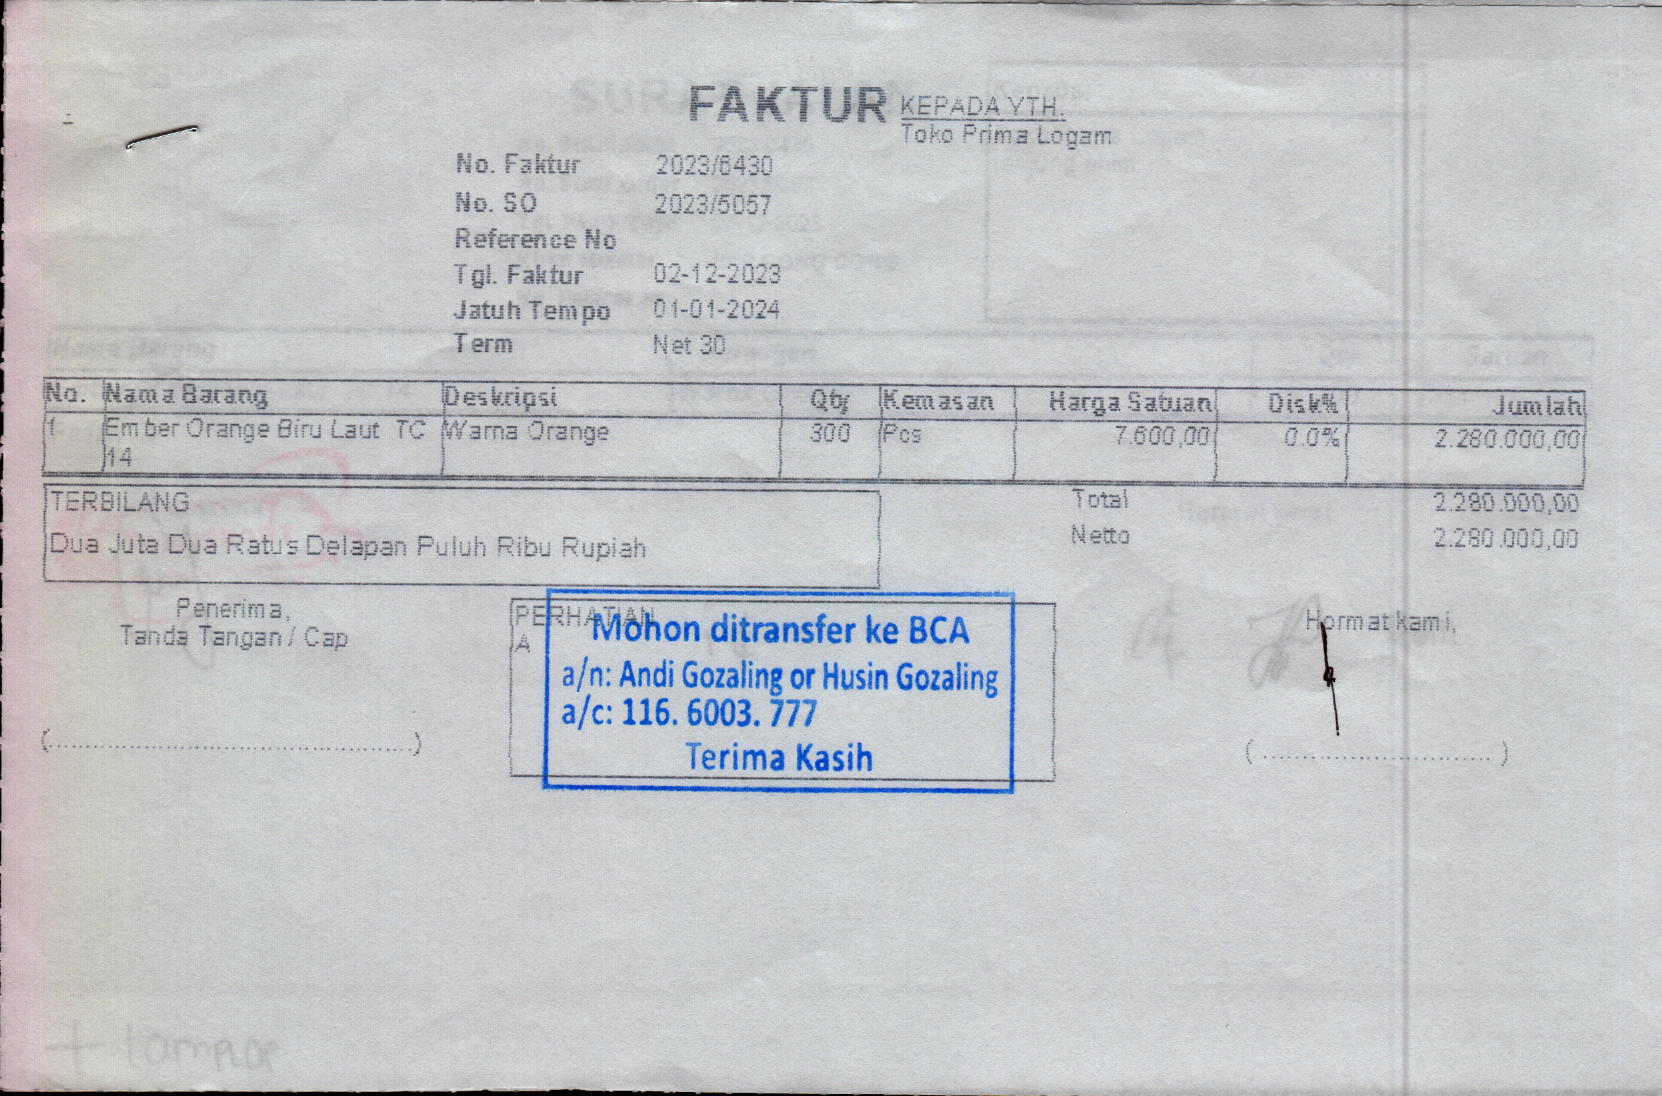 FAKTUR
KEPADA YTH.
Toko Prima Logam
No. Faktur 2023/6430
No. SO 2023/5057
Reference No
Tgl. Faktur 02-12-2023
Jatuh Tempo 01-01-2024
Term Net 30
No. Nama Barang Deskripsi Qty Kemasan Harga Satuan Disk% Jumlah
1 Ember Orange Biru Laut TC Warna Orange 300 Pcs 7.600,00 0.0% 2.280.000,00
14
TERBILANG Total 2.280.000,00
Dua Juta Dua Ratus Delapan Puluh Ribu Rupiah Netto 2.280.000,00
Penerima,
Tanda Tangan / Cap
PERHATIAN
A
Mohon ditransfer ke BCA
a/n: Andi Gozaling or Husin Gozaling
a/c: 116. 6003. 777
Terima Kasih
Hormat kami,
(............................................)
(............................)